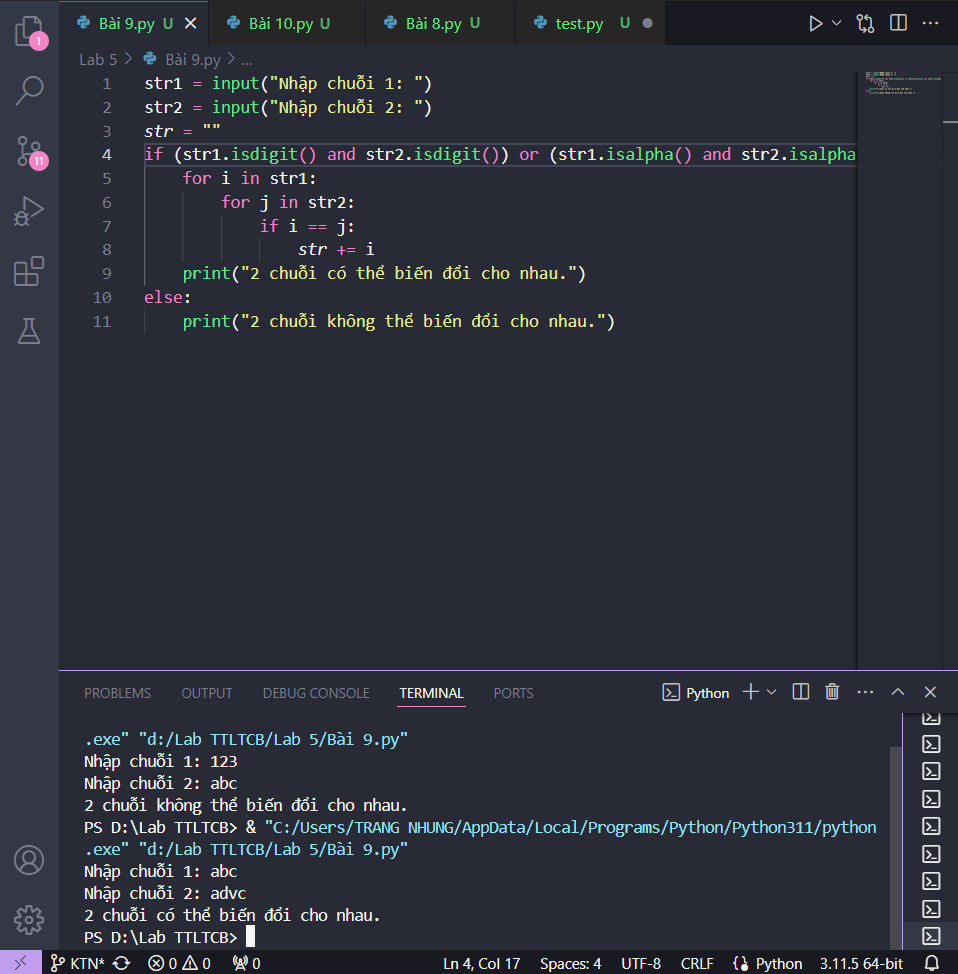 Bài 9.py U
Bài 10.py U
Bài 8.py U
test.py U
1
11
Lab 5 > Bài 9.py > ...
1 str1 = input("Nhập chuỗi 1: ")
2 str2 = input("Nhập chuỗi 2: ")
3 str = ""
4 if (str1.isdigit() and str2.isdigit()) or (str1.isalpha() and str2.isalpha
5 for i in str1:
6 for j in str2:
7 if i == j:
8 str += i
9 print("2 chuỗi có thể biến đổi cho nhau.")
10 else:
11 print("2 chuỗi không thể biến đổi cho nhau.")
PROBLEMS OUTPUT DEBUG CONSOLE TERMINAL PORTS Python
.exe" "d:/Lab TTLTCB/Lab 5/Bài 9.py"
Nhập chuỗi 1: 123
Nhập chuỗi 2: abc
2 chuỗi không thể biến đổi cho nhau.
PS D:\Lab TTLTCB> & "C:/Users/TRANG NHUNG/AppData/Local/Programs/Python/Python311/python
.exe" "d:/Lab TTLTCB/Lab 5/Bài 9.py"
Nhập chuỗi 1: abc
Nhập chuỗi 2: advc
2 chuỗi có thể biến đổi cho nhau.
PS D:\Lab TTLTCB>
KTN* 0 0 0 Ln 4, Col 17 Spaces: 4 UTF-8 CRLF Python 3.11.5 64-bit